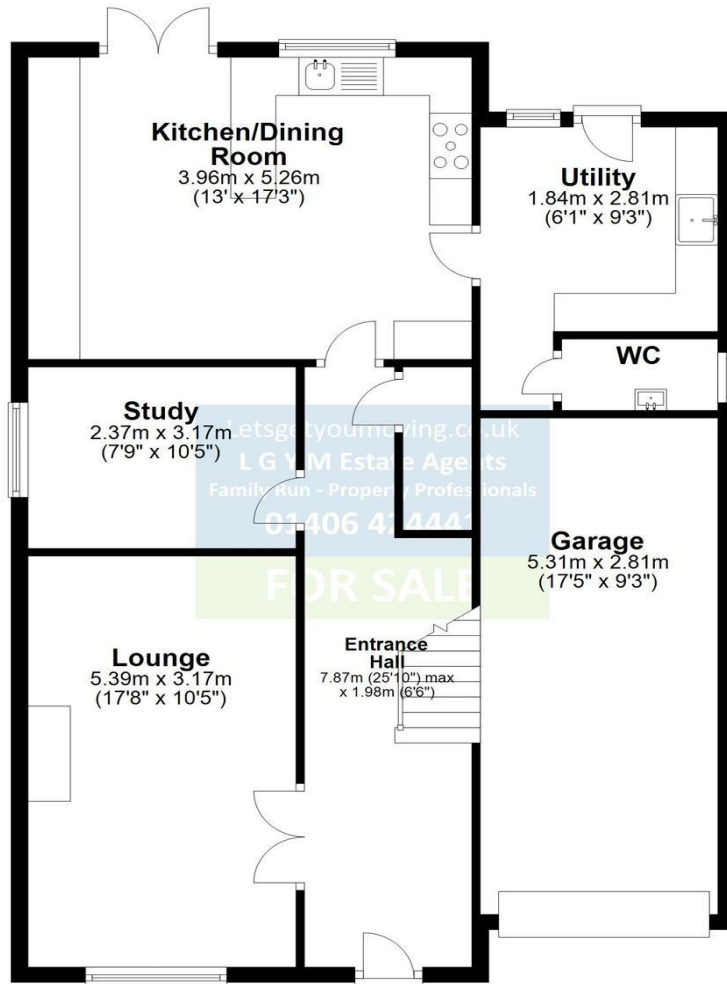 Kitchen/Dining
Room
3.96m x 5.26m
(13' x 17'3")
Utility
1.84m x 2.81m
(6'1" x 9'3")
WC
Study
2.37m x 3.17m
(7'9" x 10'5")
Letsgetyoumoving.co.uk
L G Y M Estate Agents
Family Run - Property Professionals
01406 424441
FOR SALE
Garage
5.31m x 2.81m
(17'5" x 9'3")
Lounge
5.39m x 3.17m
(17'8" x 10'5")
Entrance
Hall
7.87m (25'10") max
x 1.98m (6'6")